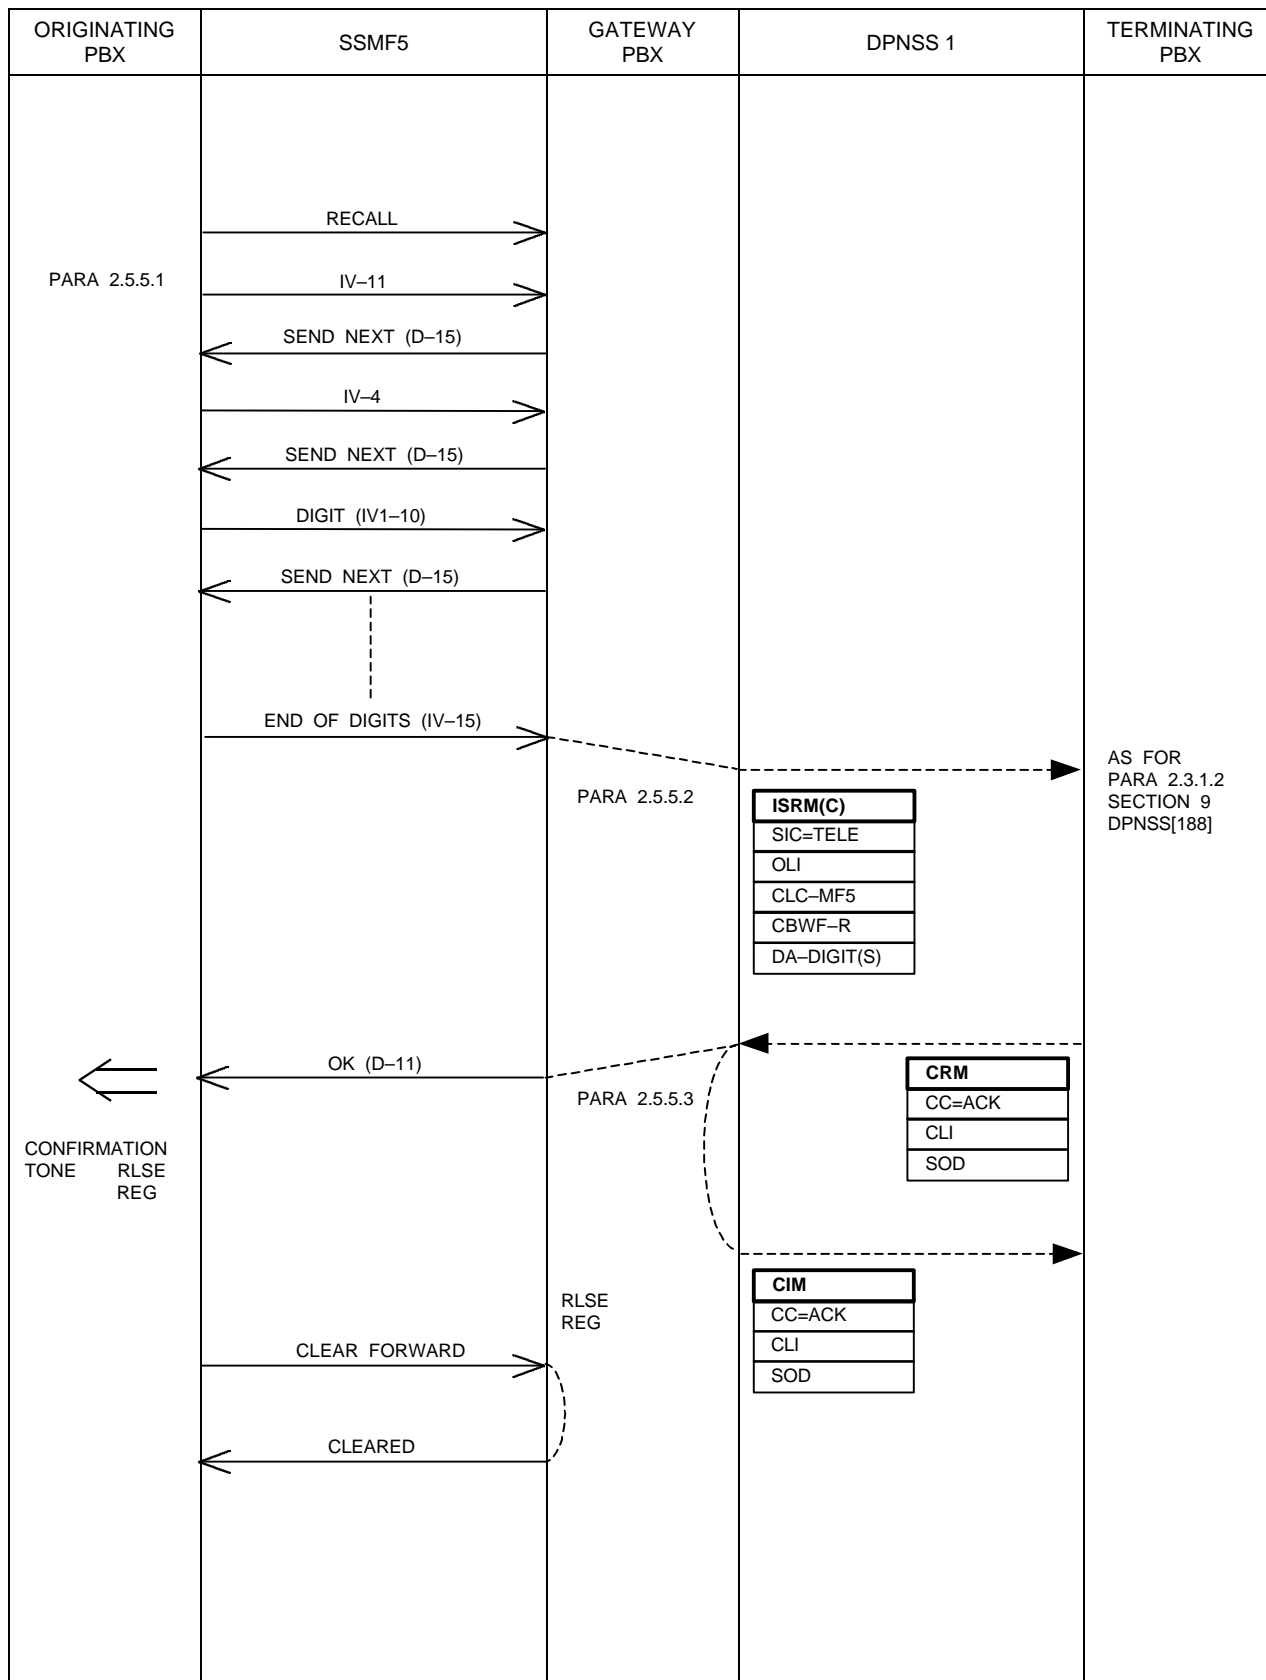 ORIGINATING
PBX
SSMF5
GATEWAY
PBX
DPNSS 1
TERMINATING
PBX
RECALL
PARA 2.5.5.1
IV–11
SEND NEXT (D–15)
IV–4
SEND NEXT (D–15)
DIGIT (IV1–10)
SEND NEXT (D–15)
END OF DIGITS (IV–15)
PARA 2.5.5.2
AS FOR
PARA 2.3.1.2
SECTION 9
DPNSS[188]
ISRM(C)
SIC=TELE
OLI
CLC–MF5
CBWF–R
DA–DIGIT(S)
OK (D–11)
PARA 2.5.5.3
CRM
CC=ACK
CLI
SOD
CONFIRMATION
TONE RLSE
REG
CIM
CC=ACK
CLI
SOD
RLSE
REG
CLEAR FORWARD
CLEARED